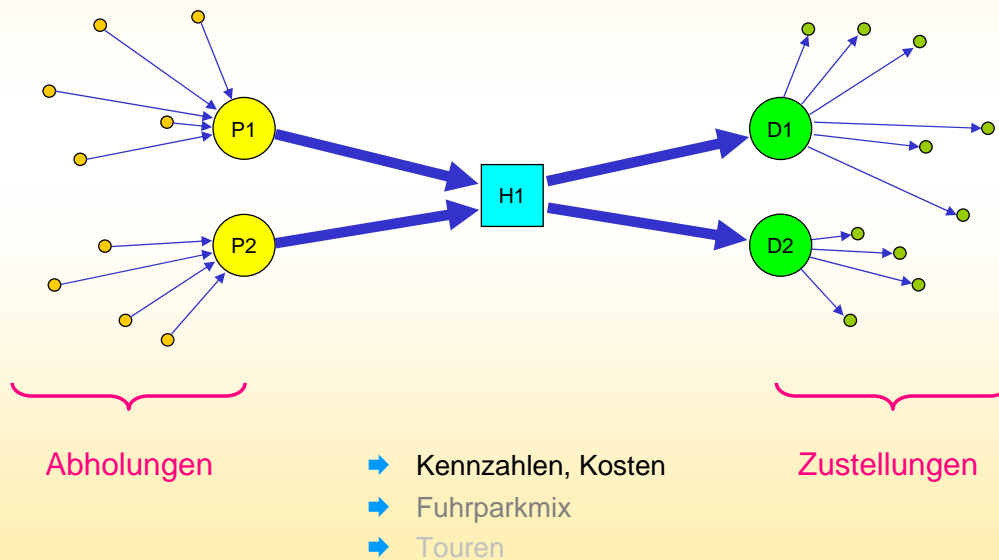 P1
D1
H1
P2
D2
Abholungen
Zustellungen
Kennzahlen, Kosten
Fuhrparkmix
Touren